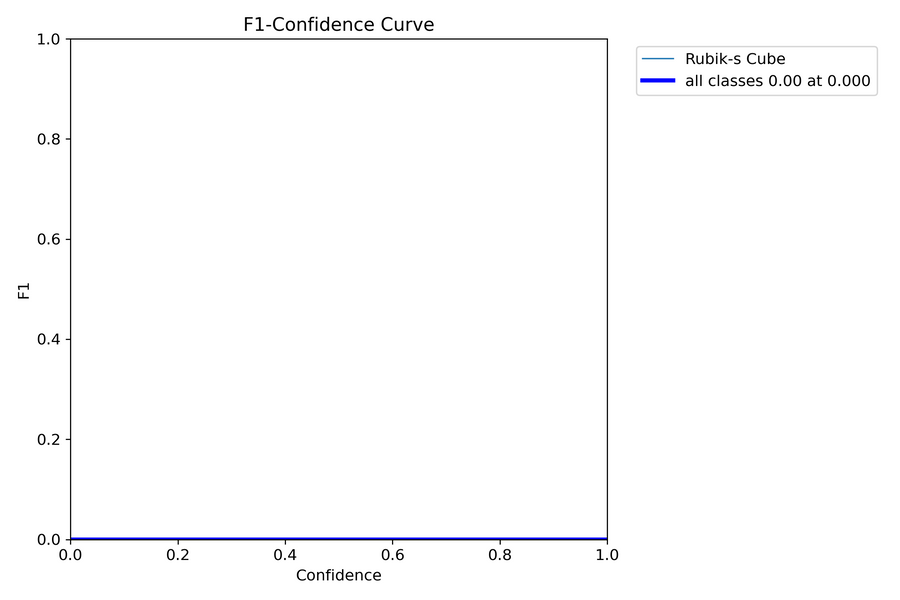 F1-Confidence Curve
Rubik-s Cube
all classes 0.00 at 0.000
1.0
0.8
0.6
0.4
0.2
0.0
F1
0.0 0.2 0.4 0.6 0.8 1.0
Confidence